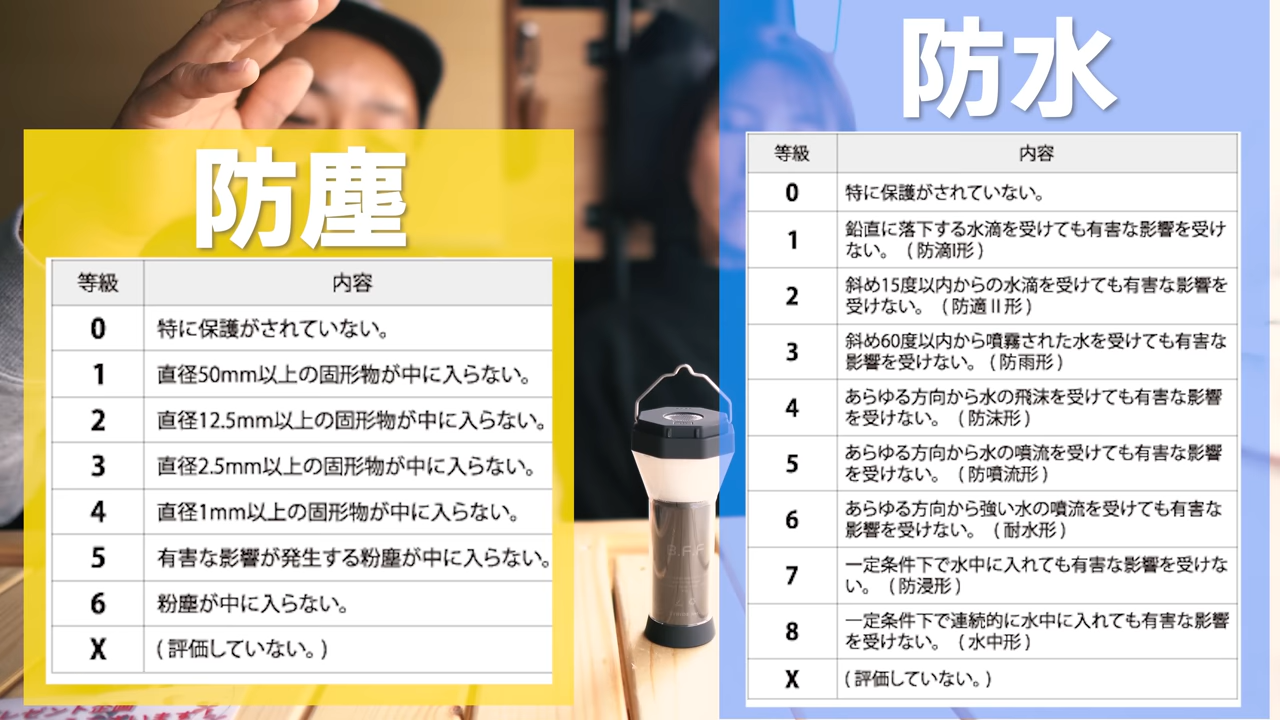 防塵
等級 内容
0 特に保護がされていない。
1 直径50mm以上の固形物が中に入らない。
2 直径12.5mm以上の固形物が中に入らない。
3 直径2.5mm以上の固形物が中に入らない。
4 直径1mm以上の固形物が中に入らない。
5 有害な影響が発生する粉塵が中に入らない。
6 粉塵が中に入らない。
X (評価していない。)
防水
等級 内容
0 特に保護がされていない。
1 鉛直に落下する水滴を受けても有害な影響を受け
ない。 (防滴I形)
2 斜め15度以内からの水滴を受けても有害な影響を
受けない。 (防適II形)
3 斜め60度以内から噴霧された水を受けても有害な
影響を受けない。 (防雨形)
4 あらゆる方向から水の飛沫を受けても有害な影響
を受けない。 (防沫形)
5 あらゆる方向から水の噴流を受けても有害な影響
を受けない。 (防噴流形)
6 あらゆる方向から強い水の噴流を受けても有害な
影響を受けない。 (耐水形)
7 一定条件下で水中に入れても有害な影響を受けな
い。 (防浸形)
8 一定条件下で連続的に水中に入れても有害な影響
を受けない。 (水中形)
X (評価していない。)
B.F.F